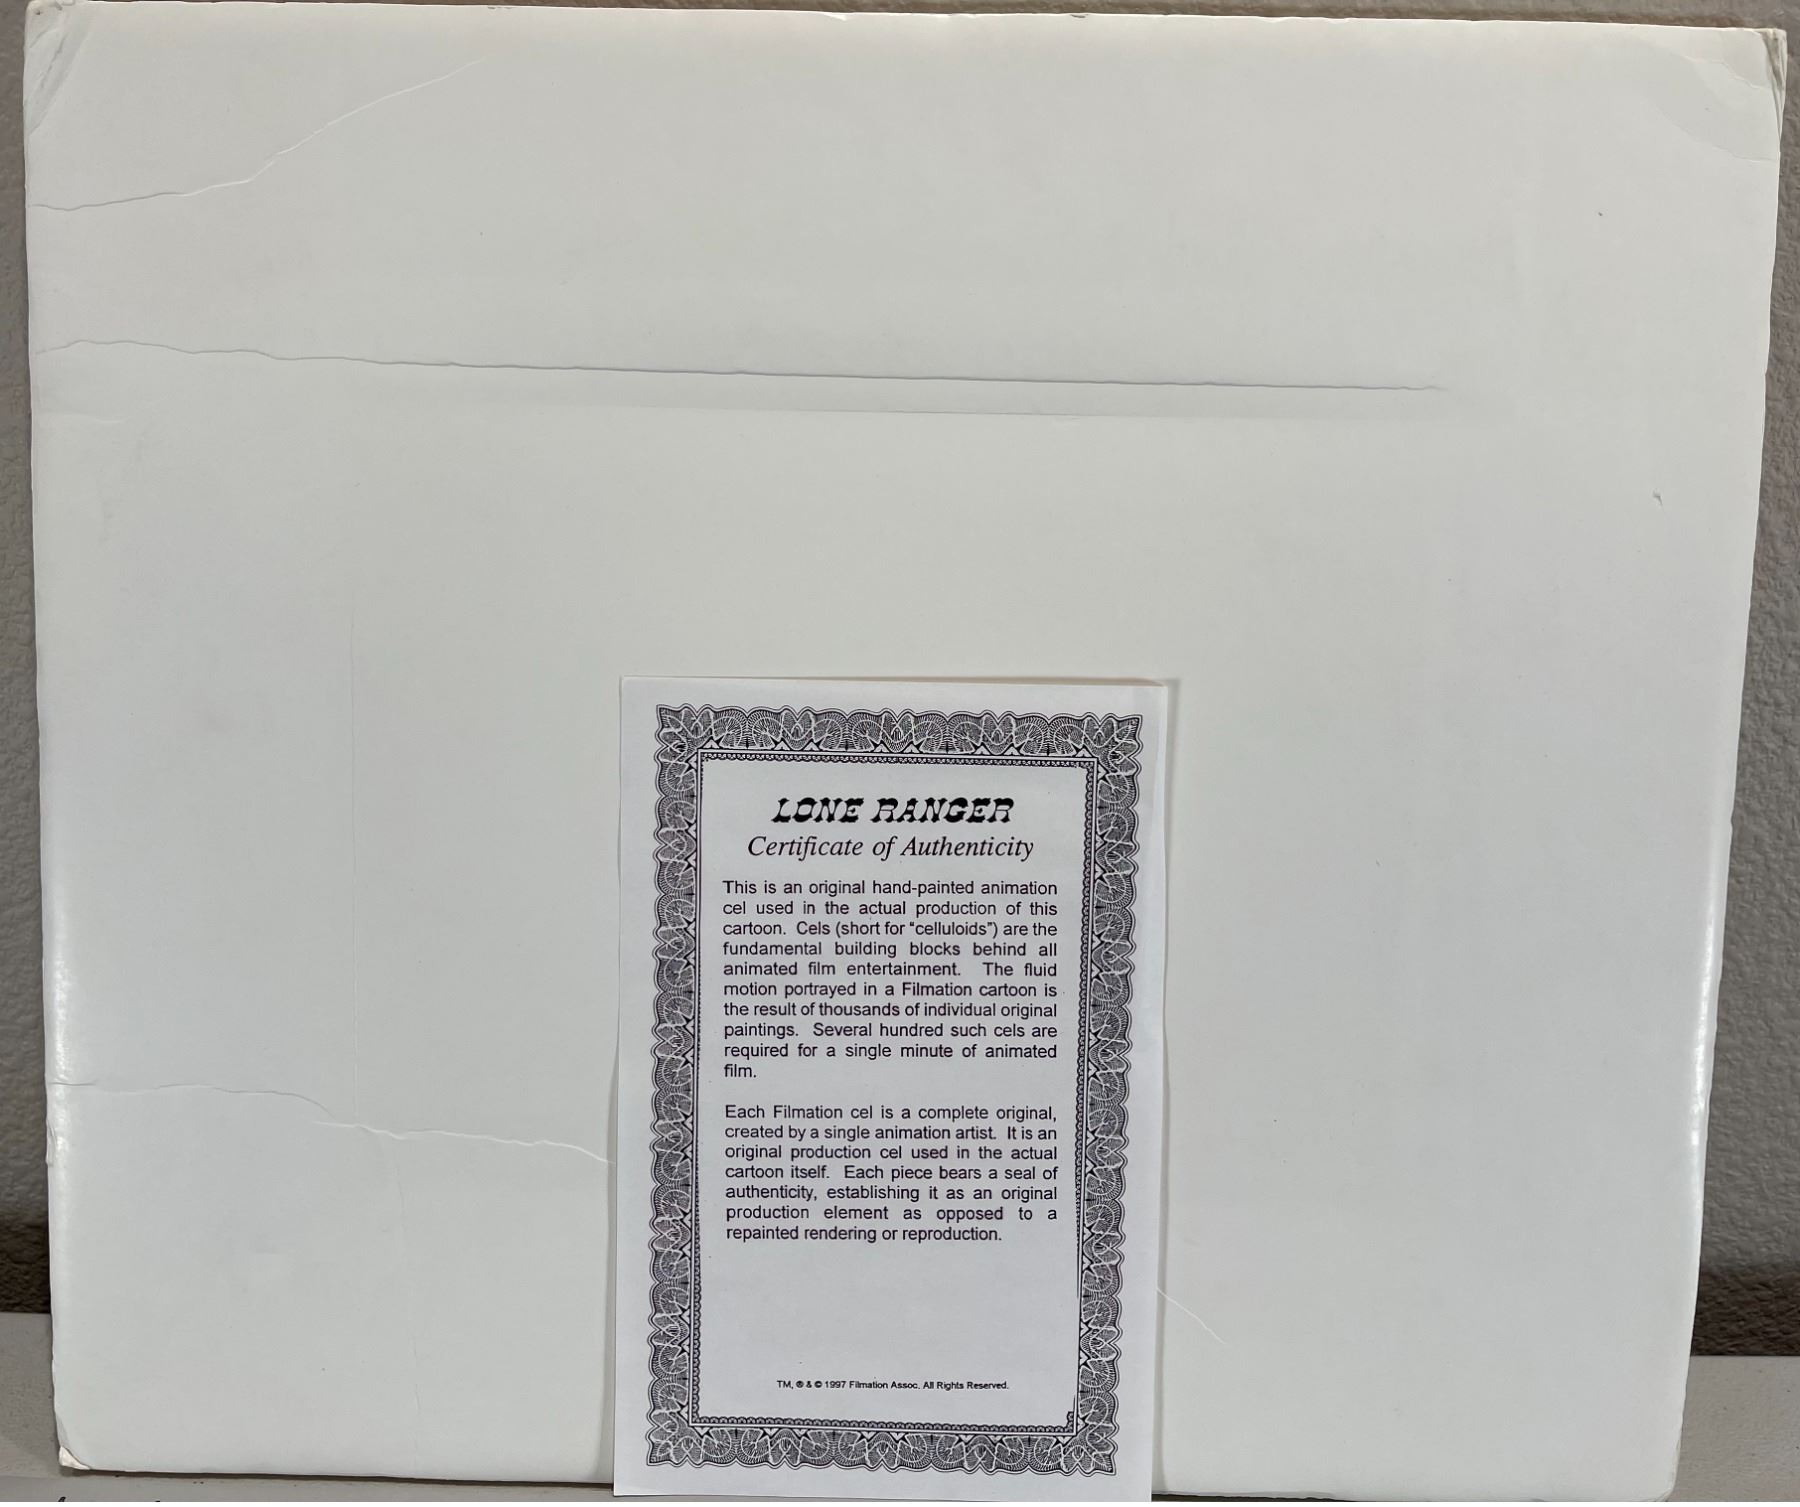 LONE RANGER
Certificate of Authenticity
This is an original hand-painted animation
cel used in the actual production of this
cartoon. Cels (short for "celluloids") are the
fundamental building blocks behind all
animated film entertainment. The fluid
motion portrayed in a Filmation cartoon is
the result of thousands of individual original
paintings. Several hundred such cels are
required for a single minute of animated
film.
Each Filmation cel is a complete original,
created by a single animation artist. It is an
original production cel used in the actual
cartoon itself. Each piece bears a seal of
authenticity, establishing it as an original
production element as opposed to a
repainted rendering or reproduction.
TM, ® & © 1997 Filmation Assoc. All Rights Reserved.